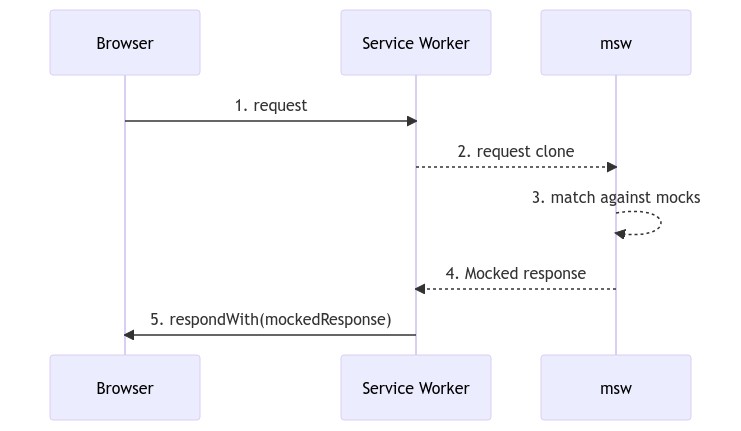 Browser
Service Worker
msw
1. request
2. request clone
3. match against mocks
4. Mocked response
5. respondWith(mockedResponse)
Browser
Service Worker
msw